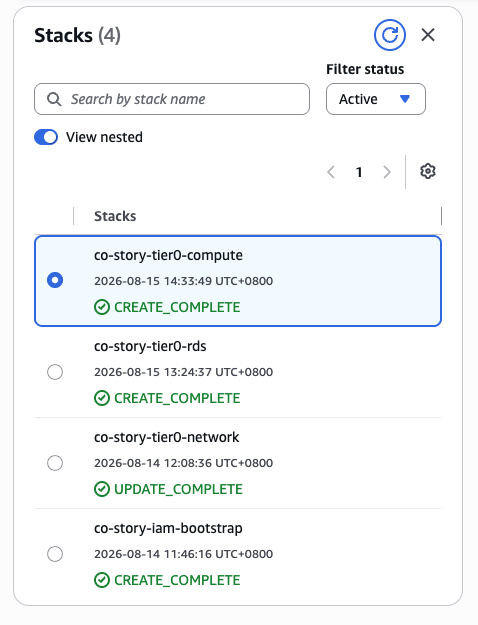 Stacks (4)
Filter status
Search by stack name
Active
View nested
1
Stacks
co-story-tier0-compute
2026-08-15 14:33:49 UTC+0800
CREATE_COMPLETE
co-story-tier0-rds
2026-08-15 13:24:37 UTC+0800
CREATE_COMPLETE
co-story-tier0-network
2026-08-14 12:08:36 UTC+0800
UPDATE_COMPLETE
co-story-iam-bootstrap
2026-08-14 11:46:16 UTC+0800
CREATE_COMPLETE